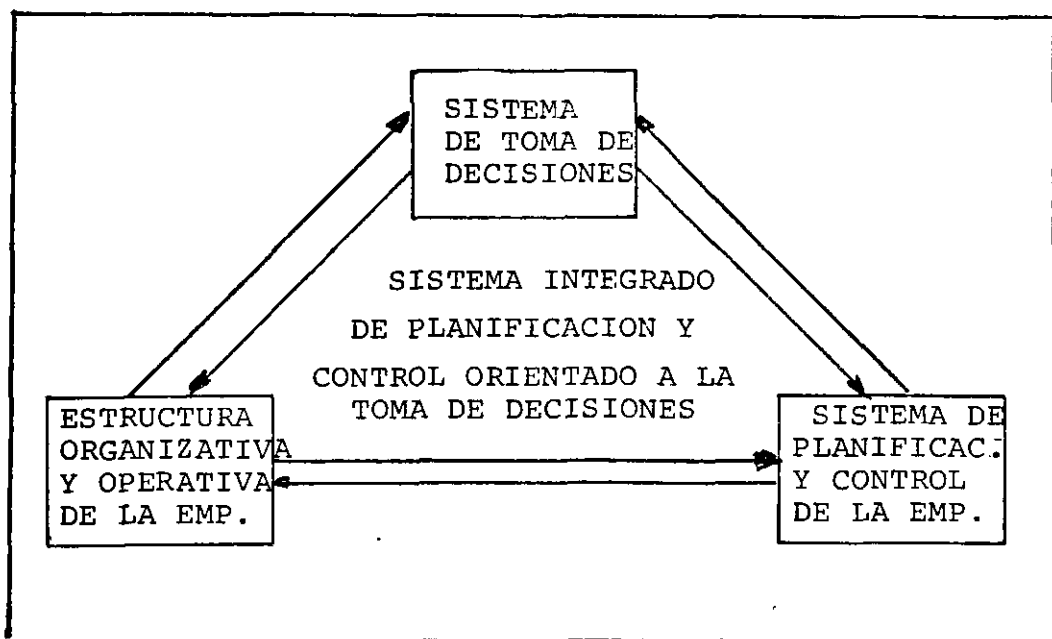 SISTEMA
DE TOMA DE
DECISIONES
SISTEMA INTEGRADO
DE PLANIFICACION Y
CONTROL ORIENTADO A LA
TOMA DE DECISIONES
ESTRUCTURA
ORGANIZATIVA
Y OPERATIVA
DE LA EMP.
SISTEMA DE
PLANIFICAC.
Y CONTROL
DE LA EMP.